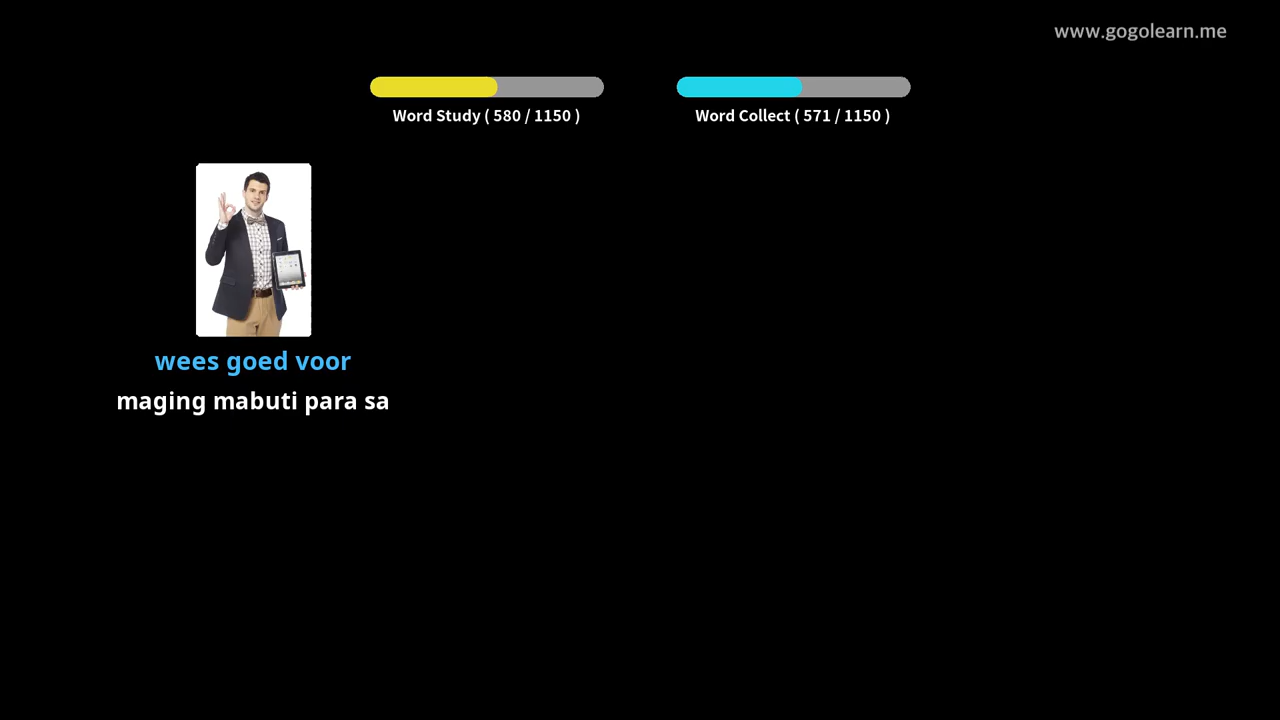 www.gogolearn.me
Word Study ( 580 / 1150 )
Word Collect ( 571 / 1150 )
wees goed voor
maging mabuti para sa